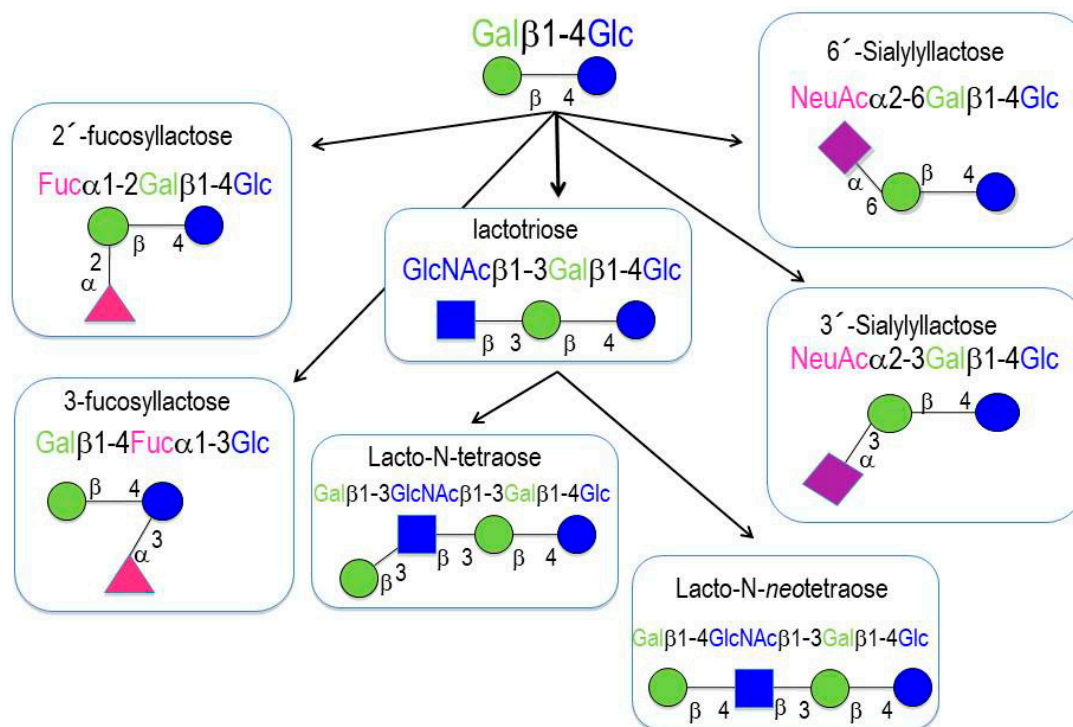 Galβ1-4Glc
β 4
2´-fucosyllactose
Fucα1-2Galβ1-4Glc
β 4
2
α
6´-Sialylyllactose
NeuAcα2-6Galβ1-4Glc
α
6
β 4
lactotriose
GlcNAcβ1-3Galβ1-4Glc
β 3 β 4
3´-Sialylyllactose
NeuAcα2-3Galβ1-4Glc
β 4
3
α
3-fucosyllactose
Galβ1-4Fucα1-3Glc
β 4
3
α
Lacto-N-tetraose
Galβ1-3GlcNAcβ1-3Galβ1-4Glc
β 3 β 3 β 4
Lacto-N-neotetraose
Galβ1-4GlcNAcβ1-3Galβ1-4Glc
β 4 β 3 β 4